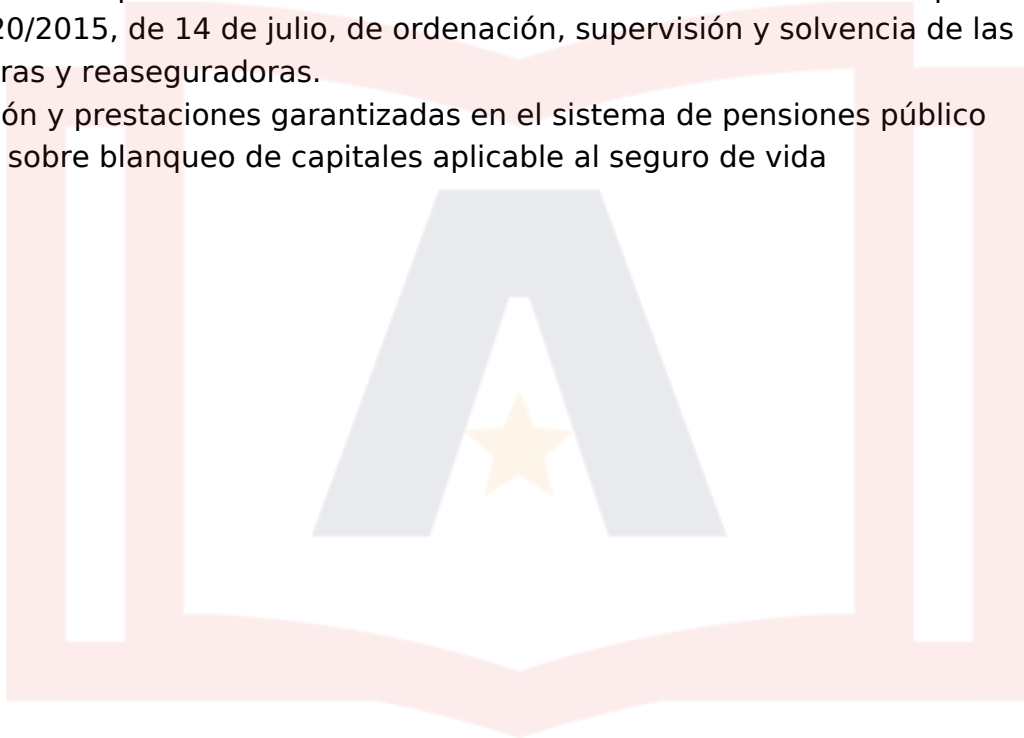 20/2015, de 14 de julio, de ordenación, supervisión y solvencia de las
ras y reaseguradoras.
ón y prestaciones garantizadas en el sistema de pensiones público
sobre blanqueo de capitales aplicable al seguro de vida